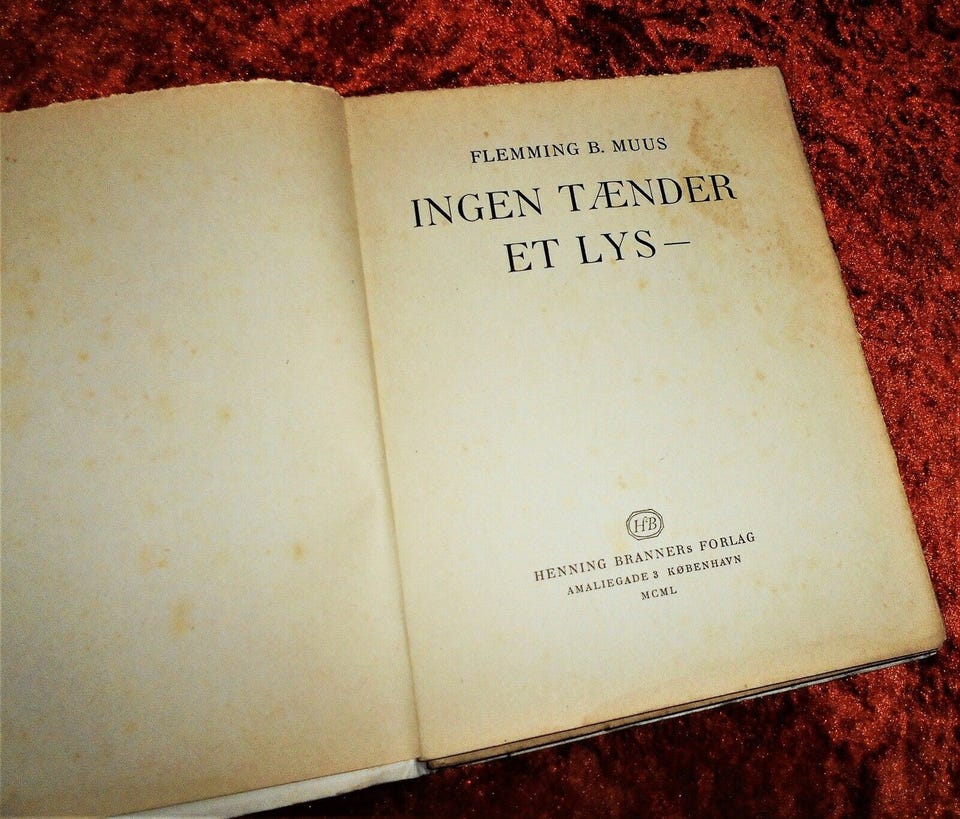 FLEMMING B. MUUS
INGEN TÆNDER
ET LYS—
HB
HENNING BRANNERS FORLAG
AMALIEGADE 3 KØBENHAVN
MCML